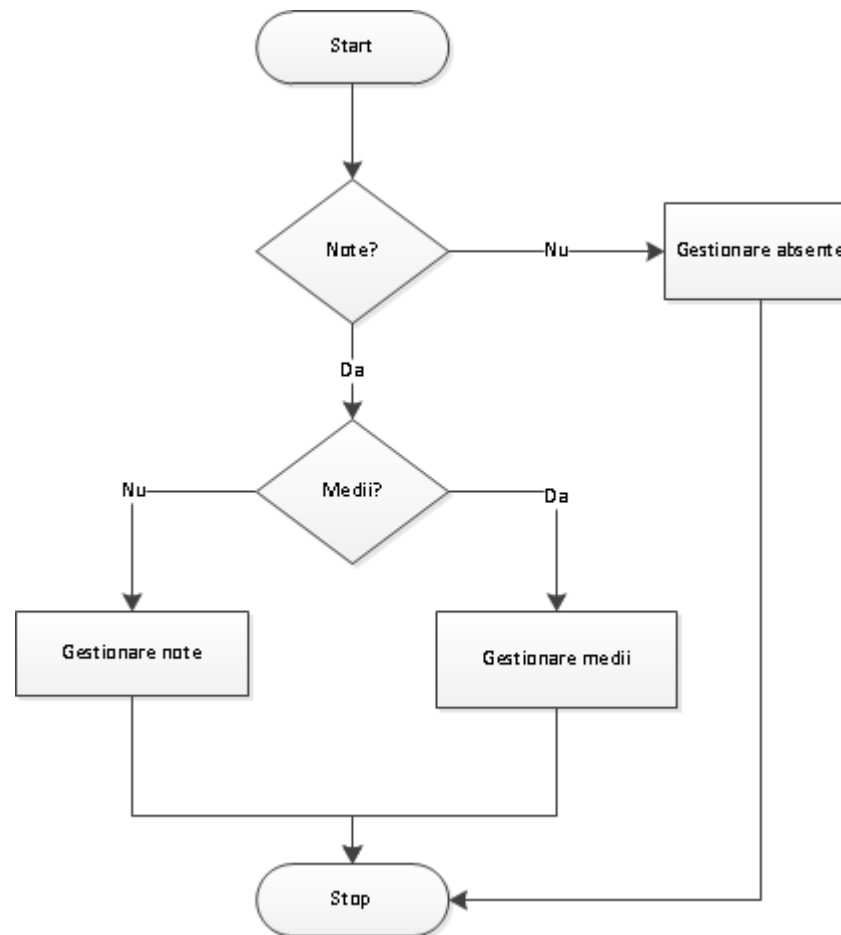 Start
Note?
Nu
Gestionare absente
Da
Medii?
Nu
Da
Gestionare note
Gestionare medii
Stop